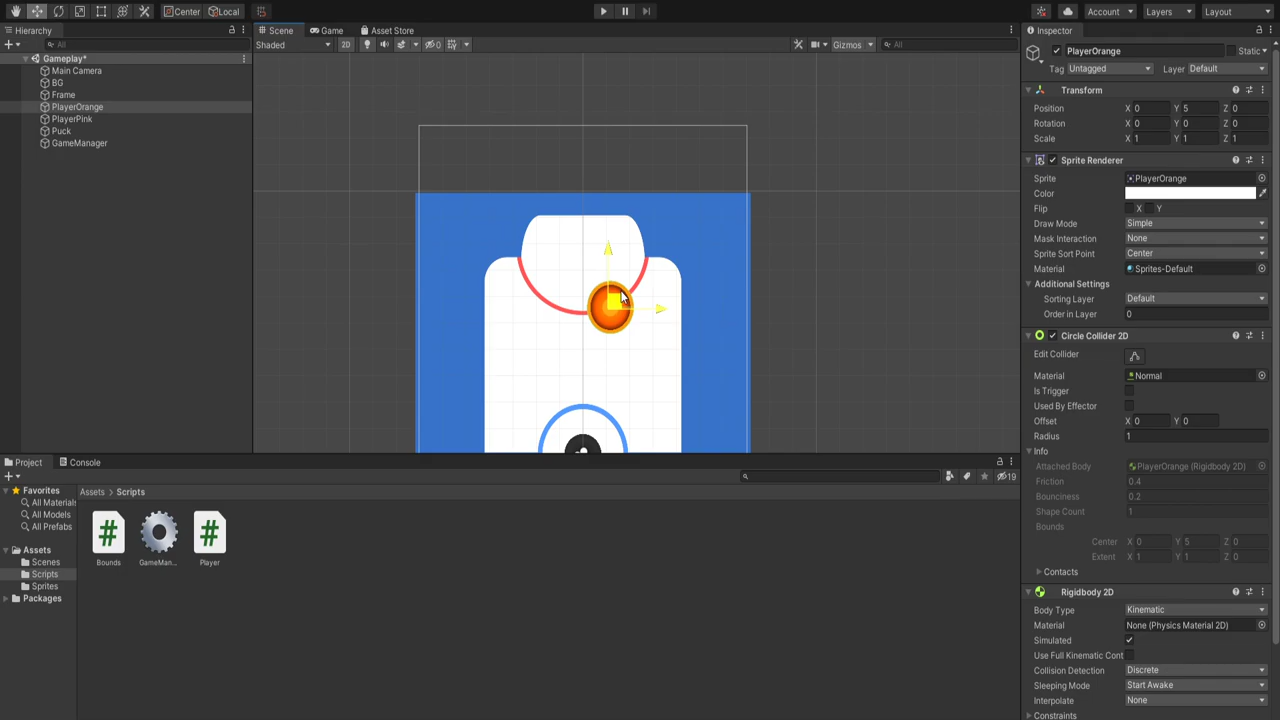 Center
Local
Account
Layers
Layout
Hierarchy
All
Gameplay*
Main Camera
BG
Frame
PlayerOrange
PlayerPink
Puck
GameManager
Scene
Game
Asset Store
Shaded
2D
0
Gizmos
All
Inspector
PlayerOrange
Static
Tag Untagged Layer Default
Transform
Position X 0 Y 5 Z 0
Rotation X 0 Y 0 Z 0
Scale X 1 Y 1 Z 1
Sprite Renderer
Sprite PlayerOrange
Color
Flip X Y
Draw Mode Simple
Mask Interaction None
Sprite Sort Point Center
Material Sprites-Default
Additional Settings
Sorting Layer Default
Order in Layer 0
Circle Collider 2D
Edit Collider
Material Normal
Is Trigger
Used By Effector
Offset X 0 Y 0
Radius 1
Info
Attached Body PlayerOrange (Rigidbody 2D)
Friction 0.4
Bounciness 0.2
Shape Count 1
Bounds
Center X 0 Y 5 Z 0
Extent X 1 Y 1 Z 0
Contacts
Rigidbody 2D
Body Type Kinematic
Material None (Physics Material 2D)
Simulated
Use Full Kinematic Cont
Collision Detection Discrete
Sleeping Mode Start Awake
Interpolate None
Constraints
Project
Console
19
Favorites
All Materials
All Models
All Prefabs
Assets
Scenes
Scripts
Sprites
Packages
Assets > Scripts
Bounds
GameMan...
Player